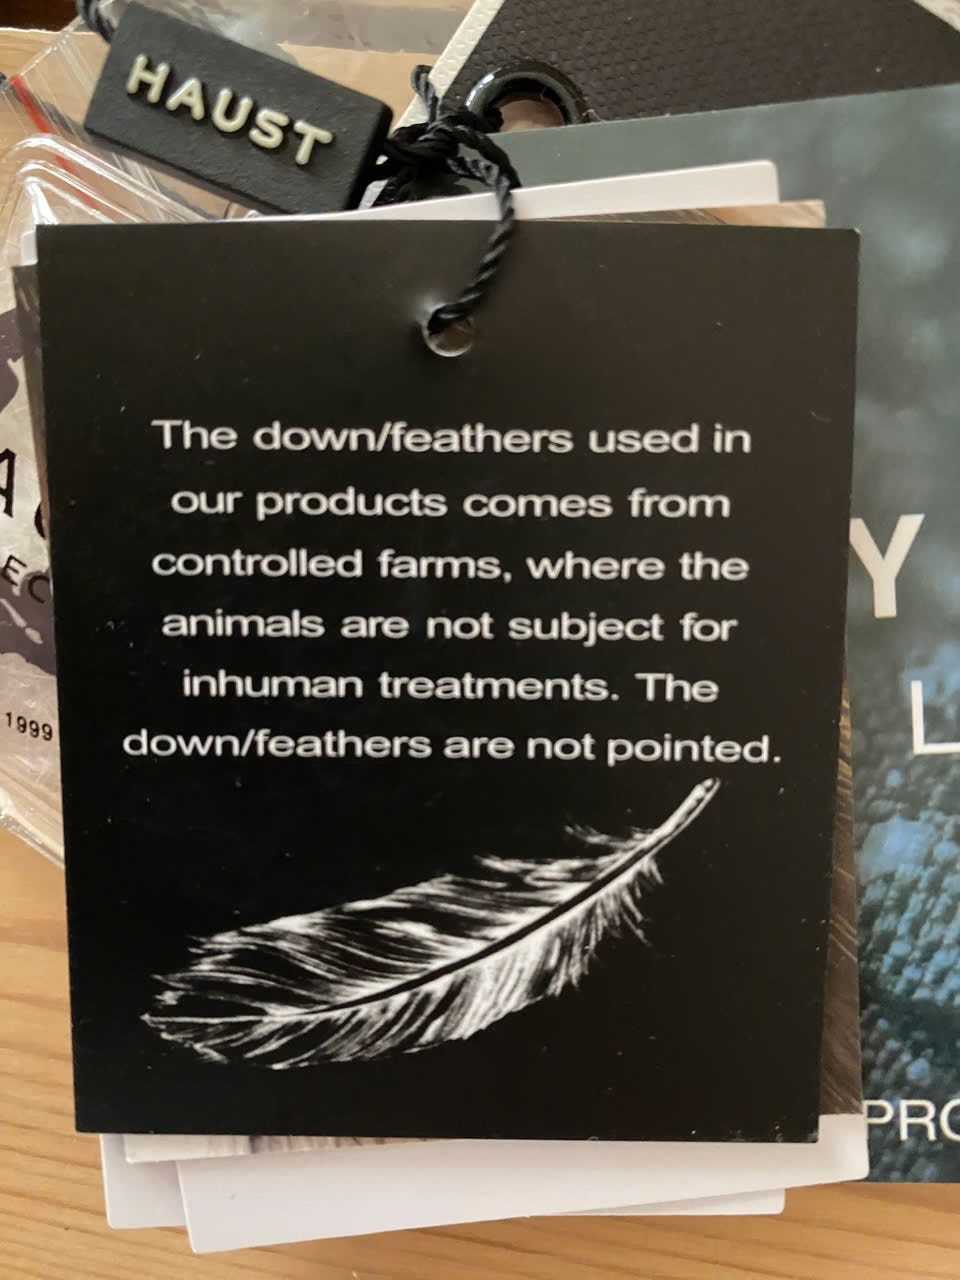 HAUST
The down/feathers used in
our products comes from
controlled farms, where the
animals are not subject for
inhuman treatments. The
down/feathers are not pointed.
1999
Y
L
PRO
A
EC